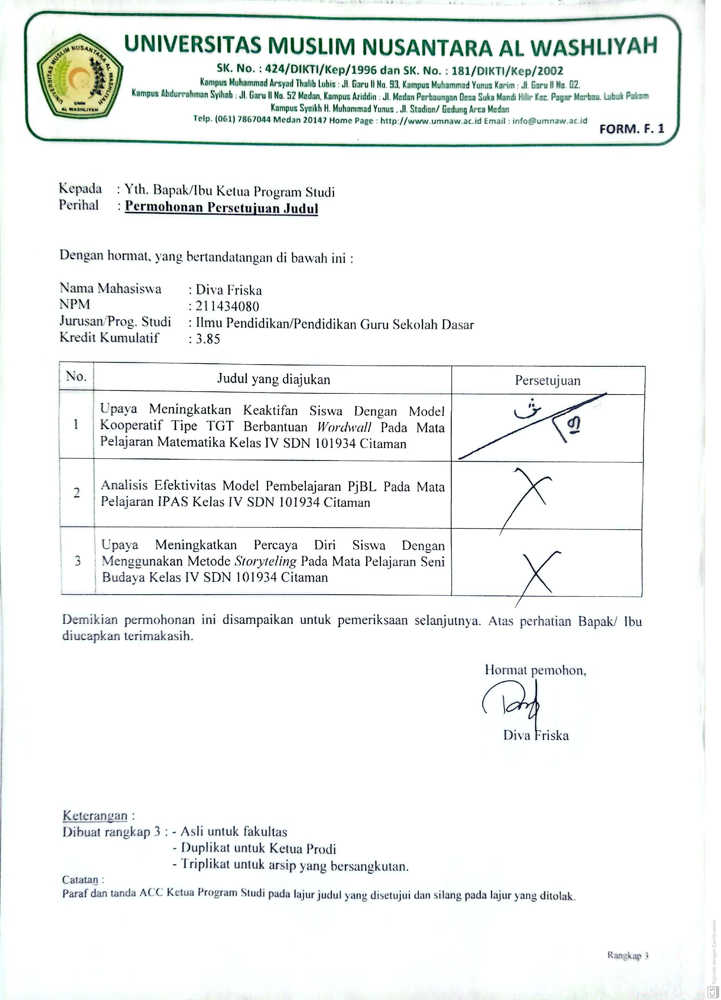 UNIVERSITAS MUSLIM NUSANTARA AL WASHLIYAH
SK. No. : 424/DIKTI/Kep/1996 dan SK. No. : 181/DIKTI/Kep/2002
Kampus Muhammad Arsyad Thalib Lubis : Jl. Garu II No. 93, Kampus Muhammad Yunus Karim : Jl. Garu II No. 02,
Kampus Abdurrahman Syihab : Jl. Garu II No. 52 Medan, Kampus Aziddin : Jl. Medan Perbaungan Desa Suka Mandi Hilir Kec. Pagar Merbau. Lubuk Pakam
Kampus Syeikh H. Muhammad Yunus , Jl. Stadion/ Gedung Arca Medan
Telp. (061) 7867044 Medan 20147 Home Page : http://www.umnaw.ac.id Email : info@umnaw.ac.id
FORM. F. 1
UNIVERSITAS MUSLIM NUSANTARA AL WASHLIYAH
UMN
AL WASHLIYAH
Kepada : Yth. Bapak/Ibu Ketua Program Studi
Perihal : Permohonan Persetujuan Judul
Dengan hormat, yang bertandatangan di bawah ini :
Nama Mahasiswa : Diva Friska
NPM : 211434080
Jurusan/Prog. Studi : Ilmu Pendidikan/Pendidikan Guru Sekolah Dasar
Kredit Kumulatif : 3.85
No. Judul yang diajukan Persetujuan
1 Upaya Meningkatkan Keaktifan Siswa Dengan Model
Kooperatif Tipe TGT Berbantuan Wordwall Pada Mata
Pelajaran Matematika Kelas IV SDN 101934 Citaman
2 Analisis Efektivitas Model Pembelajaran PjBL Pada Mata
Pelajaran IPAS Kelas IV SDN 101934 Citaman
3 Upaya Meningkatkan Percaya Diri Siswa Dengan
Menggunakan Metode Storyteling Pada Mata Pelajaran Seni
Budaya Kelas IV SDN 101934 Citaman
Demikian permohonan ini disampaikan untuk pemeriksaan selanjutnya. Atas perhatian Bapak/ Ibu
diucapkan terimakasih.
Hormat pemohon,
Diva Friska
Keterangan :
Dibuat rangkap 3 : - Asli untuk fakultas
- Duplikat untuk Ketua Prodi
- Triplikat untuk arsip yang bersangkutan.
Catatan :
Paraf dan tanda ACC Ketua Program Studi pada lajur judul yang disetujui dan silang pada lajur yang ditolak.
Rangkap 3
CS Dipindai dengan CamScanner